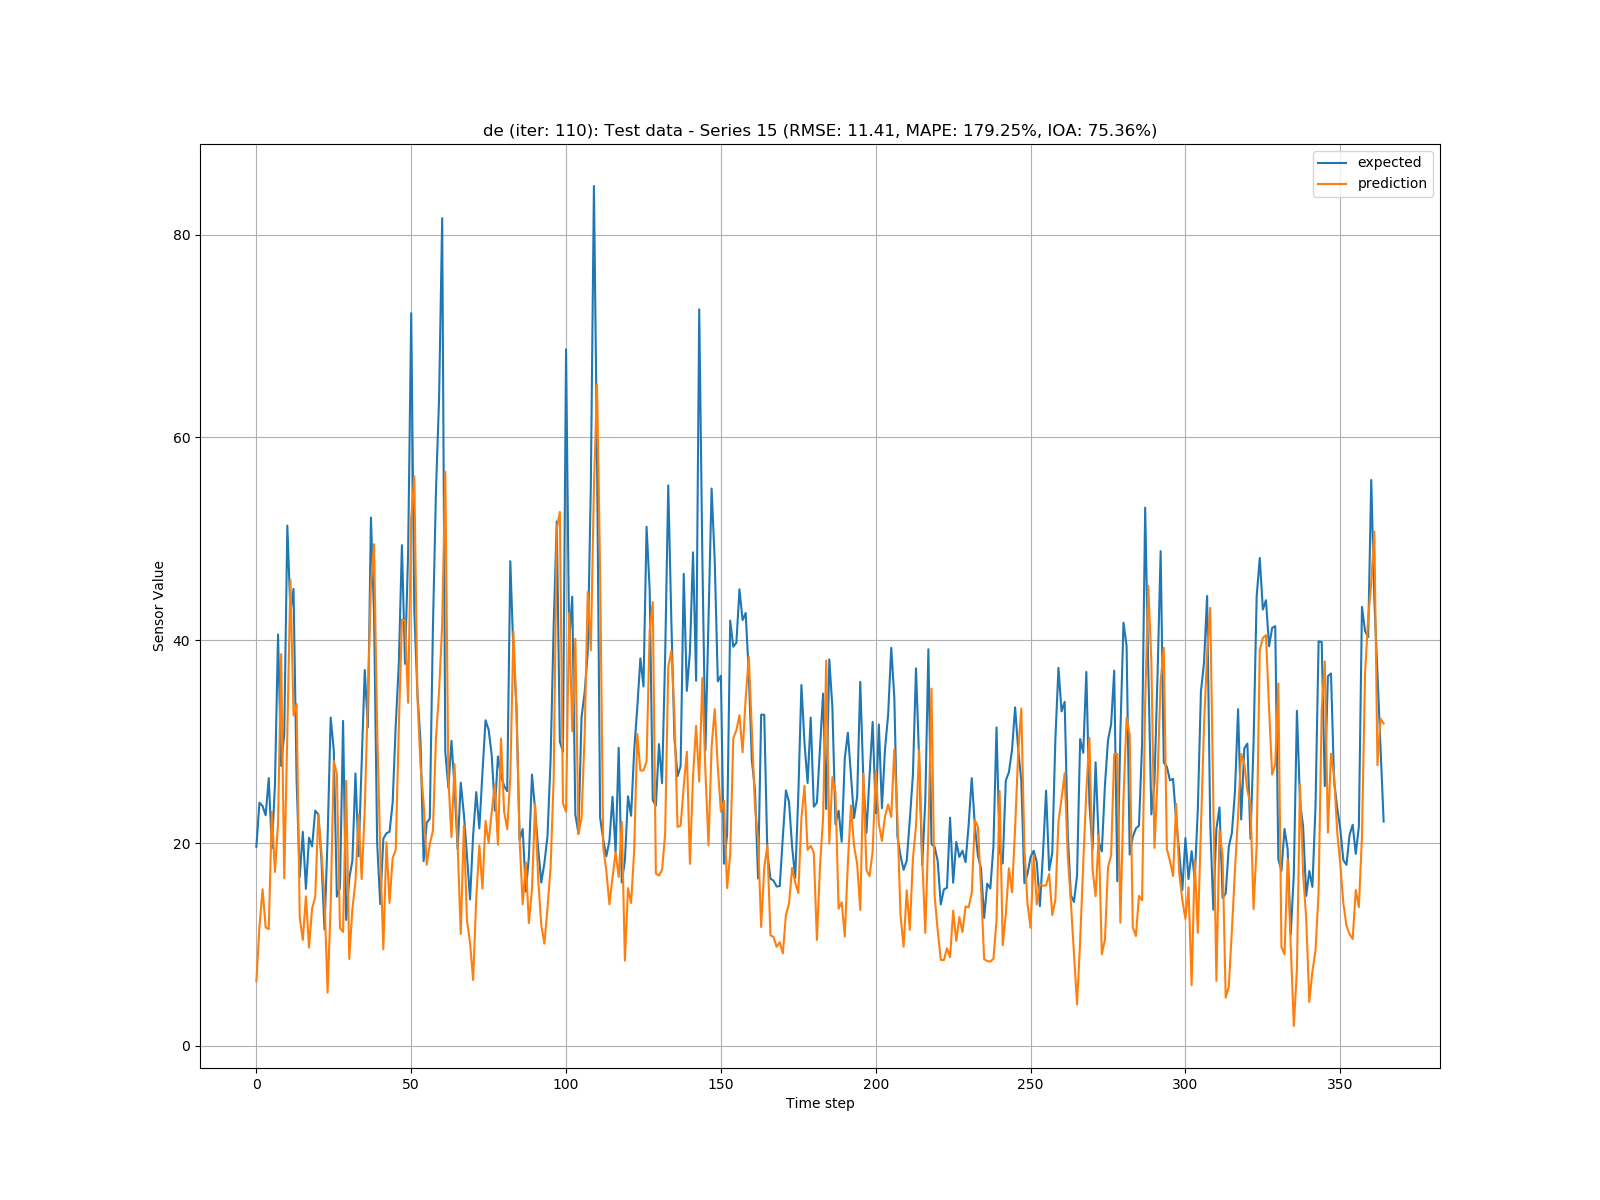 de (iter: 110): Test data - Series 15 (RMSE: 11.41, MAPE: 179.25%, IOA: 75.36%)
expected
prediction
80
60
40
20
0
Sensor Value
0 50 100 150 200 250 300 350
Time step